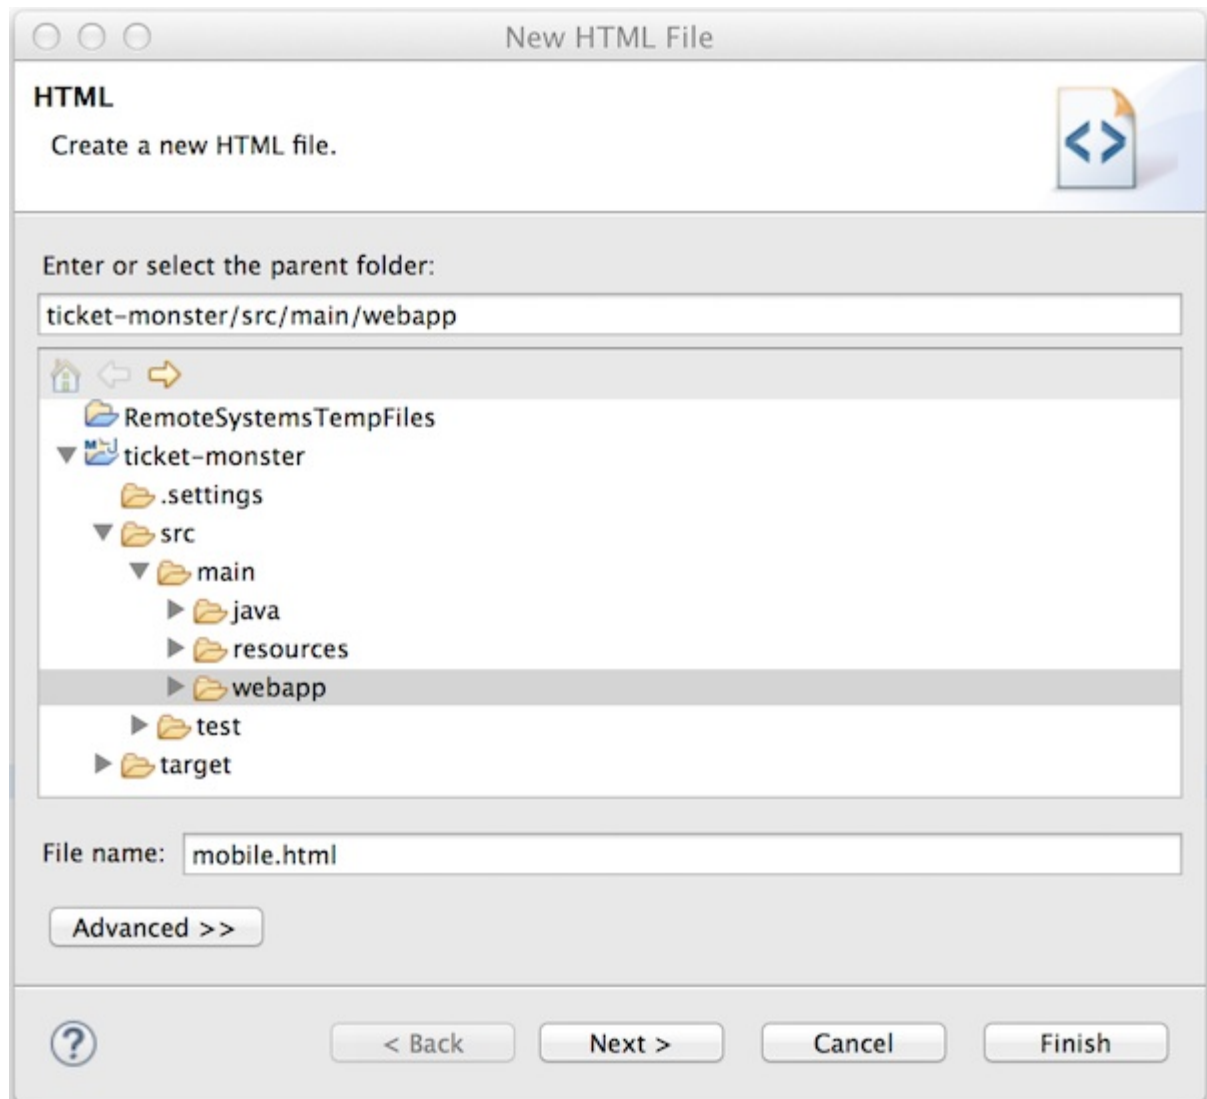 New HTML File
HTML
Create a new HTML file.
Enter or select the parent folder:
ticket-monster/src/main/webapp
RemoteSystemsTempFiles
ticket-monster
.settings
src
main
java
resources
webapp
test
target
File name: mobile.html
Advanced >>
? < Back Next > Cancel Finish